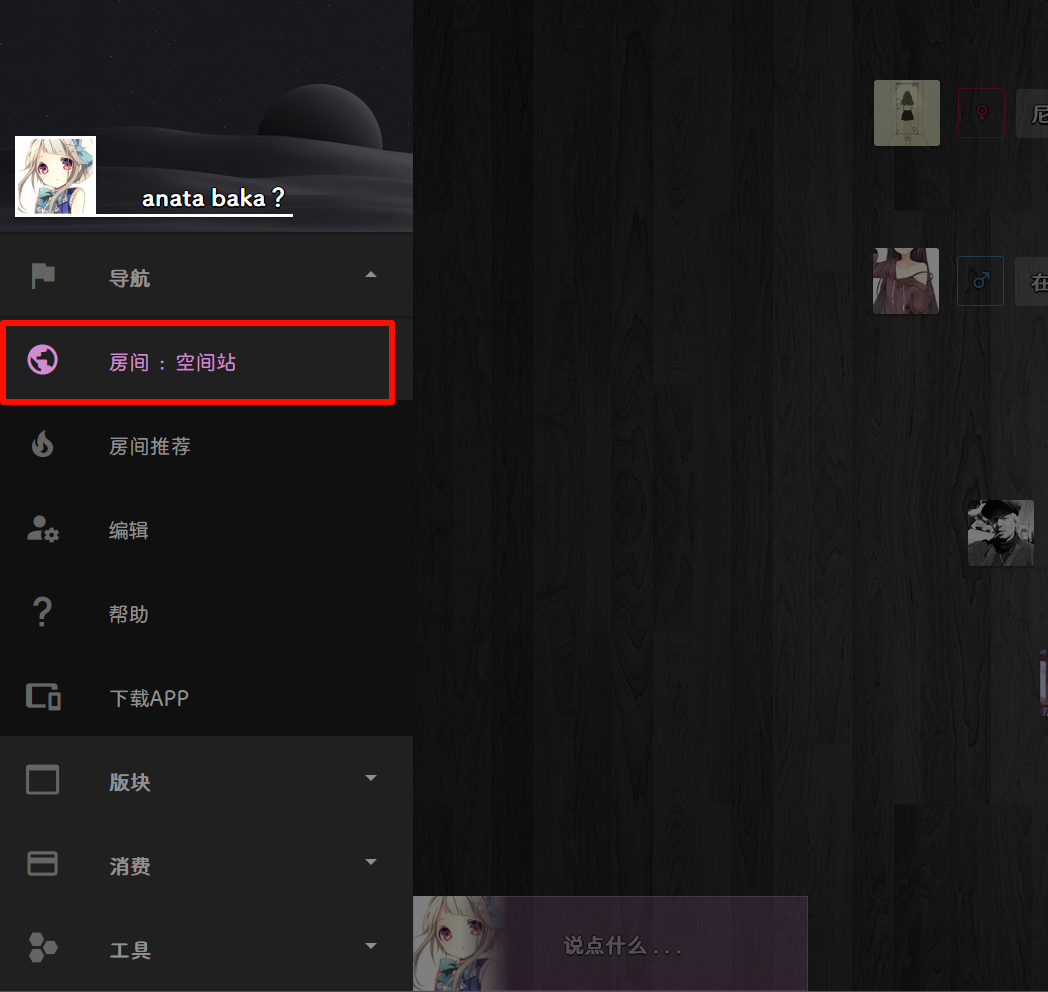 anata baka？
导航
房间 : 空间站
房间推荐
编辑
帮助
下载APP
版块
消费
工具
尼
在
说点什么 . . .